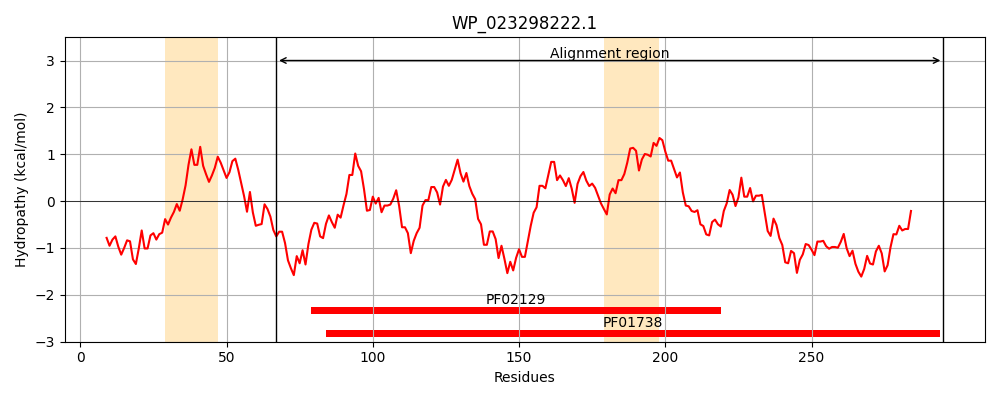 WP_023298222.1
Hydropathy (kcal/mol)
3
2
1
0
−1
−2
−3
Alignment region
PF02129
PF01738
0
50
100
150
200
250
Residues